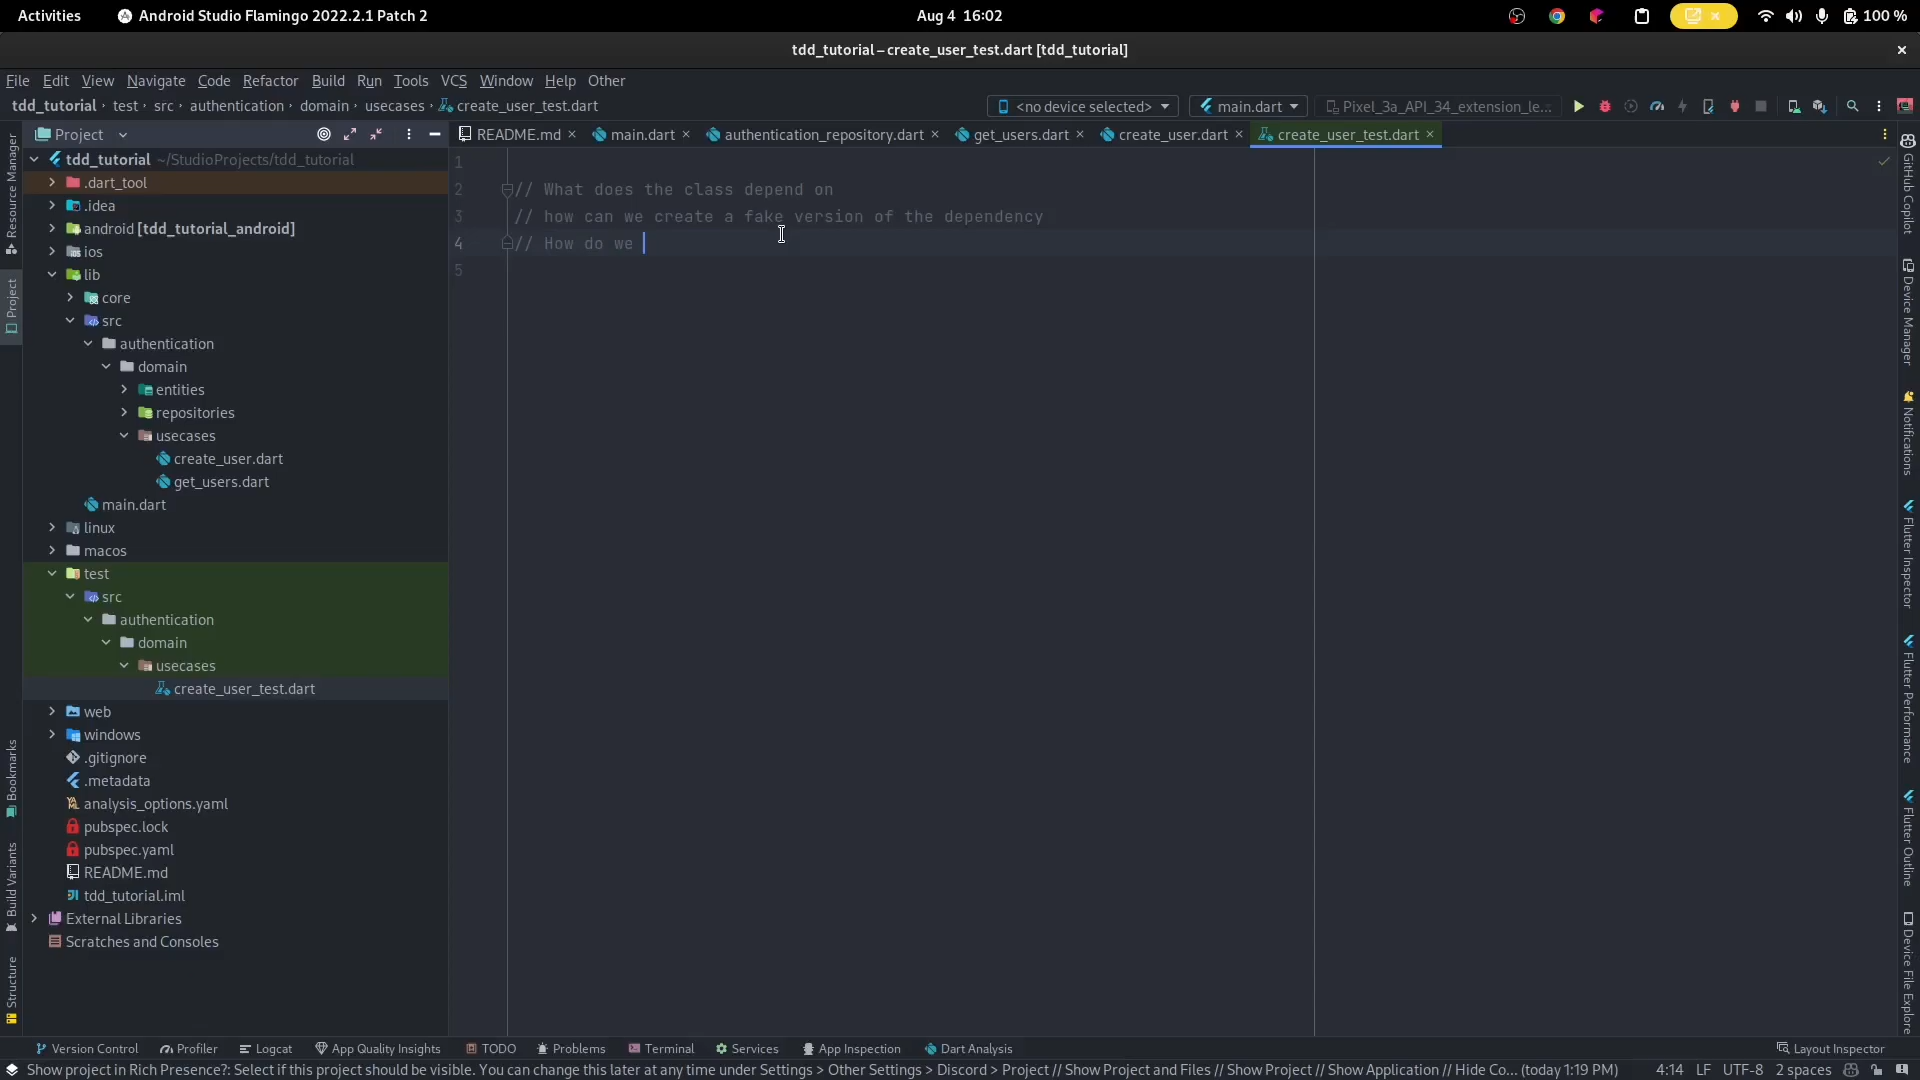 Activities
Android Studio Flamingo 2022.2.1 Patch 2
Aug 4 16:02
100 %
tdd_tutorial – create_user_test.dart [tdd_tutorial]
File Edit View Navigate Code Refactor Build Run Tools VCS Window Help Other
tdd_tutorial › test › src › authentication › domain › usecases › create_user_test.dart
<no device selected>
main.dart
Pixel_3a_API_34_extension_le...
Project
README.md
main.dart
authentication_repository.dart
get_users.dart
create_user.dart
create_user_test.dart
tdd_tutorial ~/StudioProjects/tdd_tutorial
.dart_tool
.idea
android [tdd_tutorial_android]
ios
lib
core
src
authentication
domain
entities
repositories
usecases
create_user.dart
get_users.dart
main.dart
linux
macos
test
src
authentication
domain
usecases
create_user_test.dart
web
windows
.gitignore
.metadata
analysis_options.yaml
pubspec.lock
pubspec.yaml
README.md
tdd_tutorial.iml
External Libraries
Scratches and Consoles
1
2 // What does the class depend on
3 // how can we create a fake version of the dependency
4 // How do we
5
Resource Manager
Project
Bookmarks
Build Variants
Structure
GitHub Copilot
Device Manager
Notifications
Flutter Inspector
Flutter Performance
Flutter Outline
Device File Explore
Version Control
Profiler
Logcat
App Quality Insights
TODO
Problems
Terminal
Services
App Inspection
Dart Analysis
Layout Inspector
Show project in Rich Presence?: Select if this project should be visible. You can change this later at any time under Settings > Other Settings > Discord > Project // Show Project and Files // Show Project // Show Application // Hide Co... (today 1:19 PM)
4:14 LF UTF-8 2 spaces